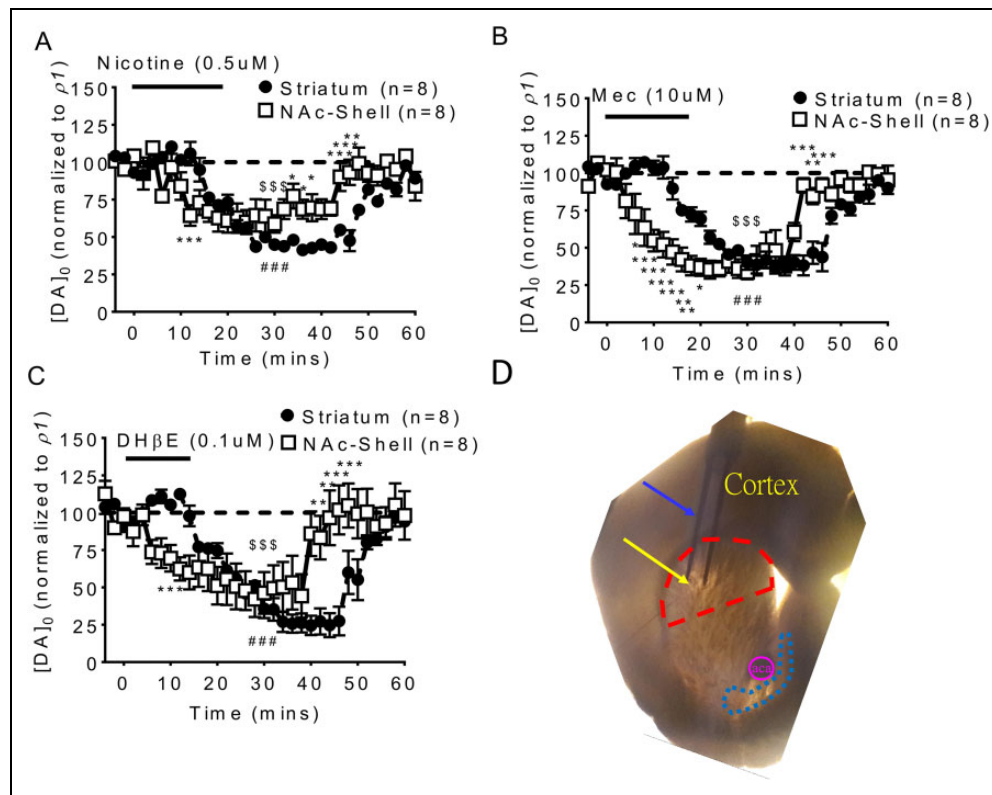 A
Nicotine (0.5uM)
Striatum (n=8)
NAc-Shell (n=8)
[DA]0 (normalized to ρ1)
150
125
100
75
50
25
0
$$$
***
###
*
*
***
***
**
0 10 20 30 40 50 60
Time (mins)
B
Mec (10uM)
Striatum (n=8)
NAc-Shell (n=8)
[DA]0 (normalized to ρ1)
150
125
100
75
50
25
0
***
**
***
$$$
*
***
***
***
***
**
**
*
###
0 10 20 30 40 50 60
Time (mins)
C
DHβE (0.1uM)
Striatum (n=8)
NAc-Shell (n=8)
[DA]0 (normalized to ρ1)
150
125
100
75
50
25
0
***
***
***
**
**
$$$
***
###
0 10 20 30 40 50 60
Time (mins)
D
Cortex
aca